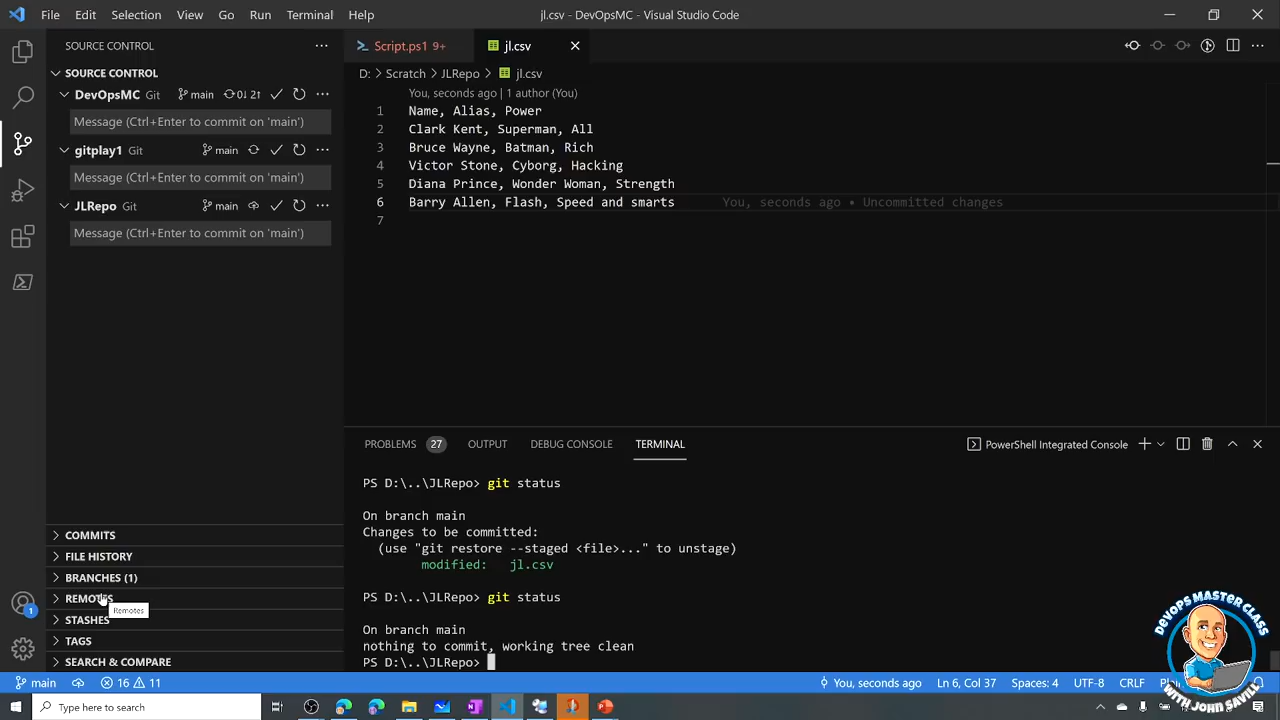 File Edit Selection View Go Run Terminal Help jl.csv - DevOpsMC - Visual Studio Code
SOURCE CONTROL
SOURCE CONTROL
DevOpsMC Git main 0↓ 2↑
Message (Ctrl+Enter to commit on 'main')
gitplay1 Git main
Message (Ctrl+Enter to commit on 'main')
JLRepo Git main
Message (Ctrl+Enter to commit on 'main')
COMMITS
FILE HISTORY
BRANCHES (1)
REMOTES
Remotes
STASHES
TAGS
SEARCH & COMPARE
1
Script.ps1 9+ jl.csv
D: > Scratch > JLRepo > jl.csv
You, seconds ago | 1 author (You)
1 Name, Alias, Power
2 Clark Kent, Superman, All
3 Bruce Wayne, Batman, Rich
4 Victor Stone, Cyborg, Hacking
5 Diana Prince, Wonder Woman, Strength
6 Barry Allen, Flash, Speed and smarts You, seconds ago • Uncommitted changes
7
PROBLEMS 27 OUTPUT DEBUG CONSOLE TERMINAL PowerShell Integrated Console
PS D:\..\JLRepo> git status
On branch main
Changes to be committed:
(use "git restore --staged <file>..." to unstage)
modified: jl.csv
PS D:\..\JLRepo> git status
On branch main
nothing to commit, working tree clean
PS D:\..\JLRepo>
DEVOPS MASTER CLASS
WITH JOHN SAVILL
main 16 11 You, seconds ago Ln 6, Col 37 Spaces: 4 UTF-8 CRLF
Type here to search